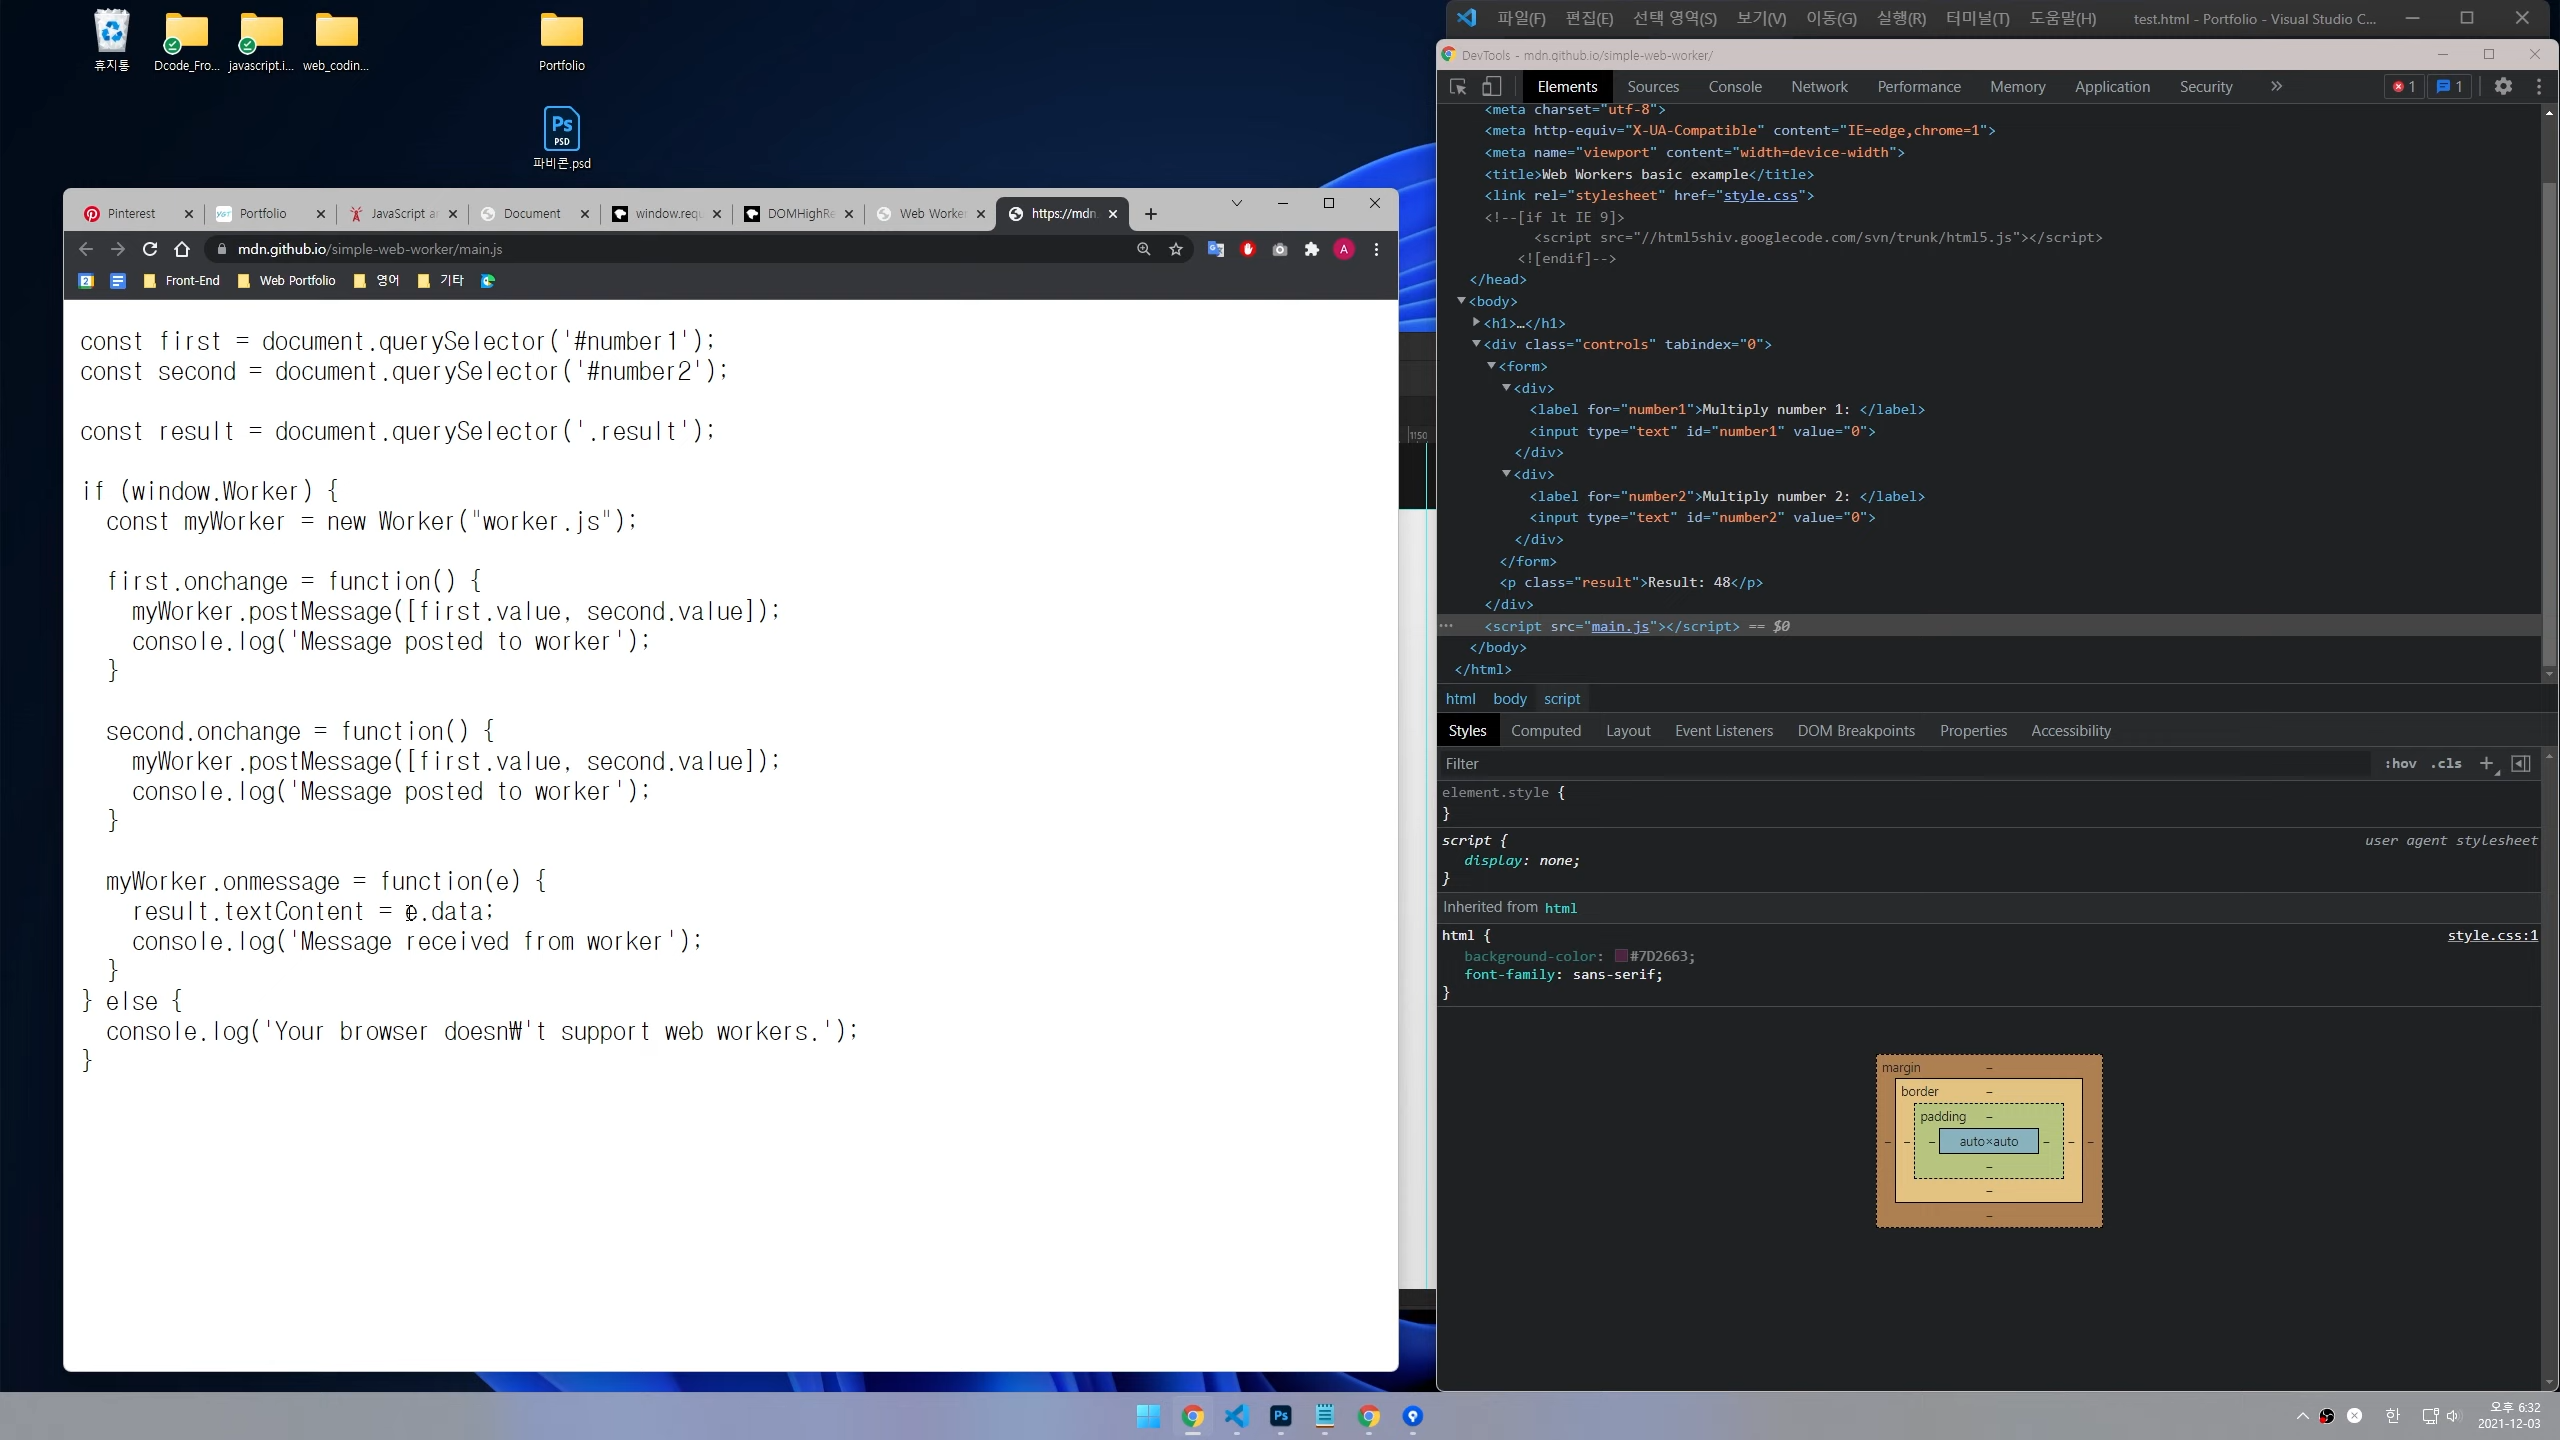 휴지통
Dcode_Fro...
javascript.i...
web_codin...
Portfolio
Ps
PSD
파비콘.psd
파일(F) 편집(E) 선택 영역(S) 보기(V) 이동(G) 실행(R) 터미널(T) 도움말(H) test.html - Portfolio - Visual Studio C...
Pinterest
Portfolio
JavaScript a
Document
window.requ
DOMHighRe
Web Worker
https://mdn.
mdn.github.io/simple-web-worker/main.js
A
Front-End
Web Portfolio
영어
기타
const first = document.querySelector('#number1');
const second = document.querySelector('#number2');
const result = document.querySelector('.result');
if (window.Worker) {
const myWorker = new Worker("worker.js");
first.onchange = function() {
myWorker.postMessage([first.value, second.value]);
console.log('Message posted to worker');
}
second.onchange = function() {
myWorker.postMessage([first.value, second.value]);
console.log('Message posted to worker');
}
myWorker.onmessage = function(e) {
result.textContent = e.data;
console.log('Message received from worker');
}
} else {
console.log('Your browser doesn₩'t support web workers.');
}
1150
DevTools - mdn.github.io/simple-web-worker/
Elements Sources Console Network Performance Memory Application Security » 1 1
<meta charset="utf-8">
<meta http-equiv="X-UA-Compatible" content="IE=edge,chrome=1">
<meta name="viewport" content="width=device-width">
<title>Web Workers basic example</title>
<link rel="stylesheet" href="style.css">
<!--[if lt IE 9]>
<script src="//html5shiv.googlecode.com/svn/trunk/html5.js"></script>
<![endif]-->
</head>
<body>
<h1>…</h1>
<div class="controls" tabindex="0">
<form>
<div>
<label for="number1">Multiply number 1: </label>
<input type="text" id="number1" value="0">
</div>
<div>
<label for="number2">Multiply number 2: </label>
<input type="text" id="number2" value="0">
</div>
</form>
<p class="result">Result: 48</p>
</div>
<script src="main.js"></script> == $0
</body>
</html>
html body script
Styles Computed Layout Event Listeners DOM Breakpoints Properties Accessibility
Filter :hov .cls +
element.style {
}
script { user agent stylesheet
display: none;
}
Inherited from html
html { style.css:1
background-color: #7D2663;
font-family: sans-serif;
}
margin –
border –
padding –
– – – auto×auto – – –
–
–
–
Ps
한
오후 6:32
2021-12-03